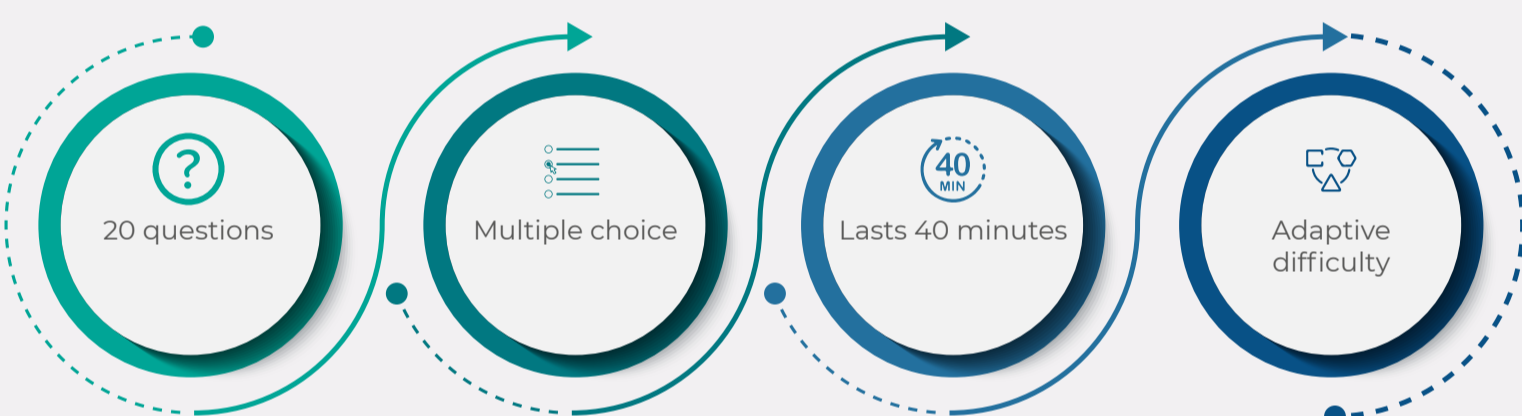 ?
20 questions
Multiple choice
40
MIN
Lasts 40 minutes
Adaptive
difficulty